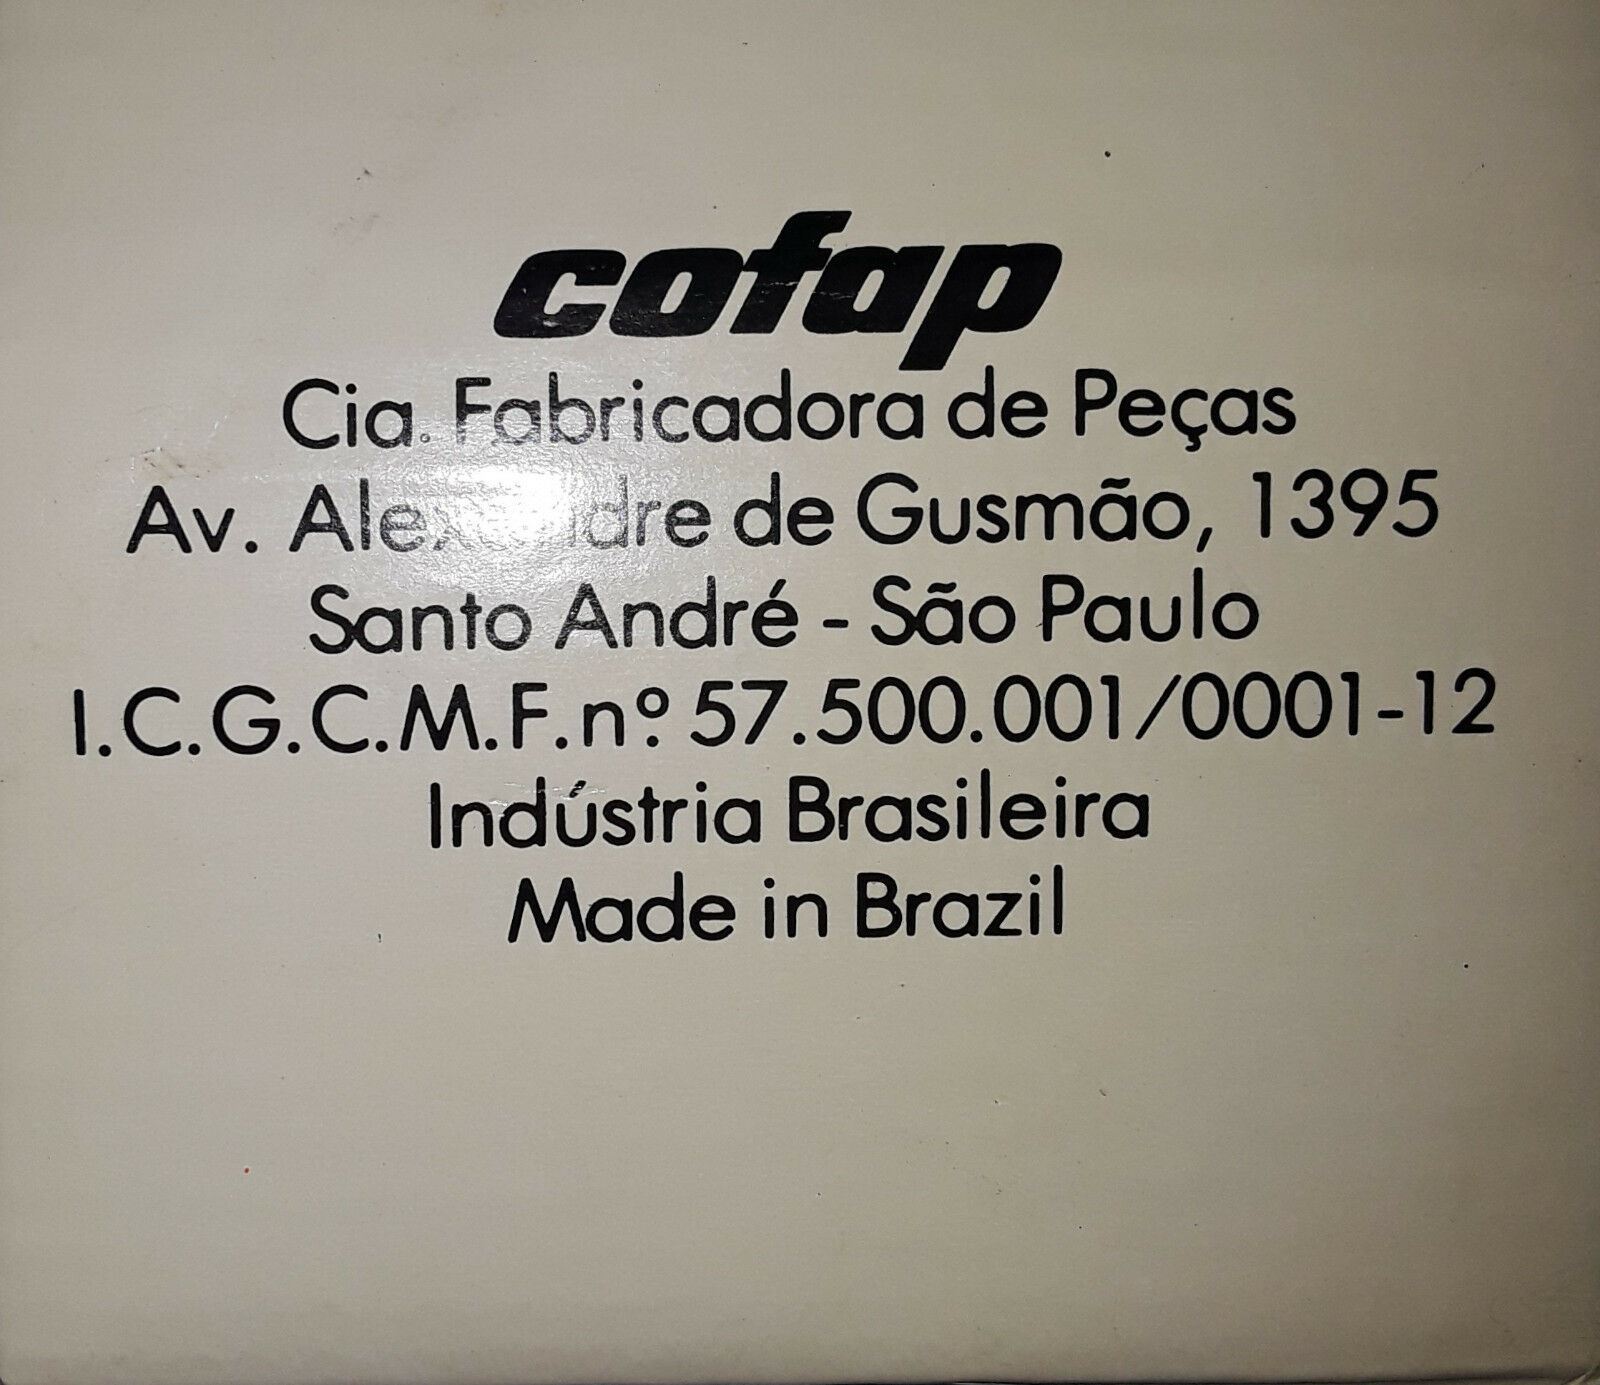 cofap
Cia. Fabricadora de Peças
Av. Alexandre de Gusmão, 1395
Santo André - São Paulo
I.C.G.C.M.F.nº 57.500.001/0001-12
Indústria Brasileira
Made in Brazil